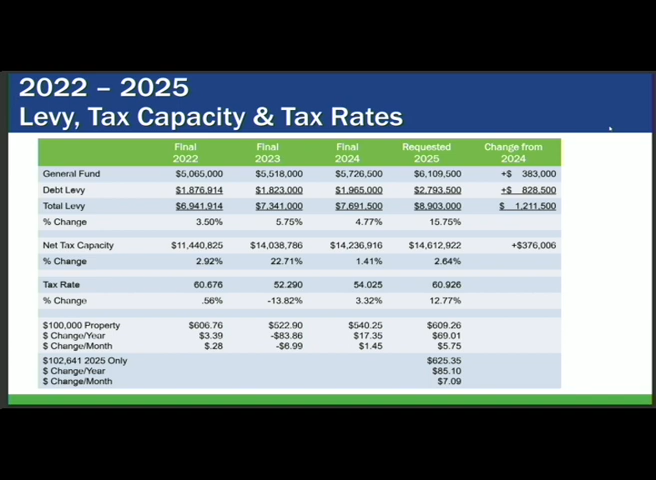 2022 – 2025
Levy, Tax Capacity & Tax Rates
Final 2022 Final 2023 Final 2024 Requested 2025 Change from 2024
General Fund $5,065,000 $5,518,000 $5,726,500 $6,109,500 +$ 383,000
Debt Levy $1,876,914 $1,823,000 $1,965,000 $2,793,500 +$ 828,500
Total Levy $6,941,914 $7,341,000 $7,691,500 $8,903,000 $ 1,211,500
% Change 3.50% 5.75% 4.77% 15.75%
Net Tax Capacity $11,440,825 $14,038,786 $14,236,916 $14,612,922 +$376,006
% Change 2.92% 22.71% 1.41% 2.64%
Tax Rate 60.676 52.290 54.025 60.926
% Change .56% -13.82% 3.32% 12.77%
$100,000 Property $606.76 $522.90 $540.25 $609.26
$ Change/Year $3.39 -$83.86 $17.35 $69.01
$ Change/Month $.28 -$6.99 $1.45 $5.75
$102,641 2025 Only $625.35
$ Change/Year $85.10
$ Change/Month $7.09